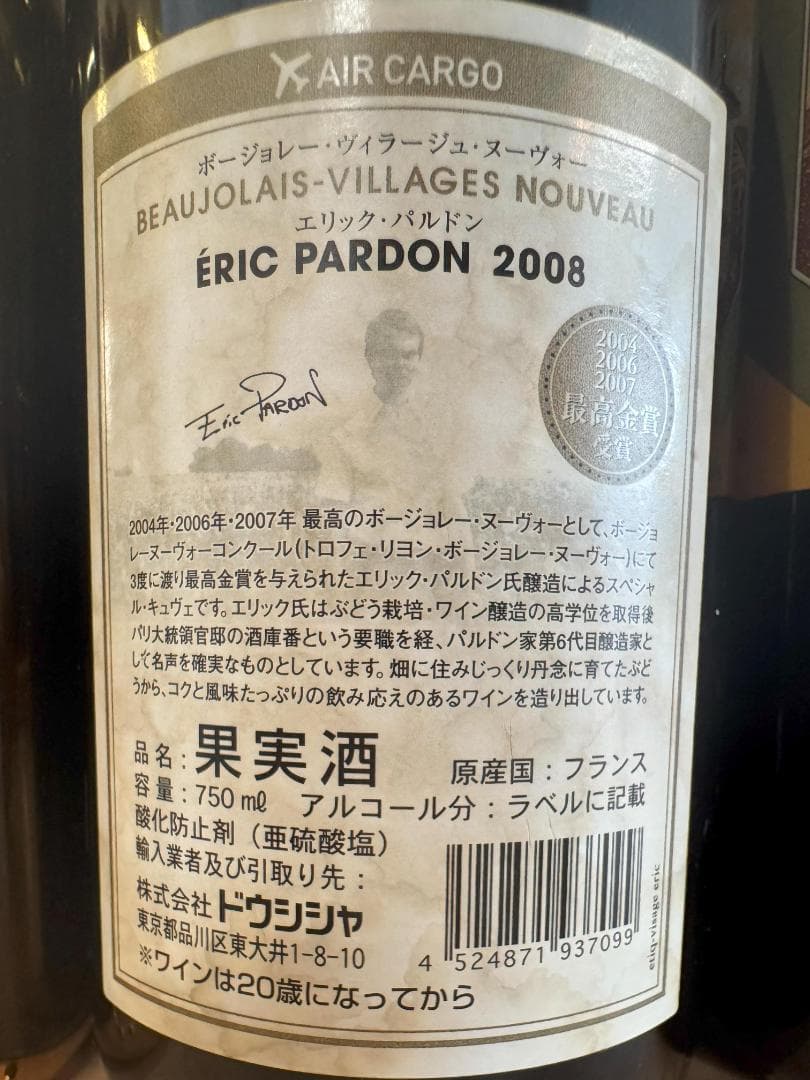 AIR CARGO
ボージョレー・ヴィラージュ・ヌーヴォー
BEAUJOLAIS-VILLAGES NOUVEAU
エリック・パルドン
ÉRIC PARDON 2008
Eric PARDON
2004
2006
2007
最高金賞
受賞
2004年・2006年・2007年 最高のボージョレー・ヌーヴォーとして、ボージョ
レーヌーヴォーコンクール(トロフェ・リヨン・ボージョレー・ヌーヴォー)にて
3度に渡り最高金賞を与えられたエリック・パルドン氏醸造によるスペシャ
ル・キュヴェです。エリック氏はぶどう栽培・ワイン醸造の高学位を取得後
パリ大統領官邸の酒庫番という要職を経、パルドン家第6代目醸造家と
して名声を確実なものとしています。畑に住みじっくり丹念に育てたぶど
うから、コクと風味たっぷりの飲み応えのあるワインを造り出しています。
品名:果実酒 原産国:フランス
容量:750㎖ アルコール分:ラベルに記載
酸化防止剤(亜硫酸塩)
輸入業者及び引取り先:
株式会社ドウシシャ
東京都品川区東大井1-8-10
※ワインは20歳になってから
4 524871 937099
etiq-visage eric